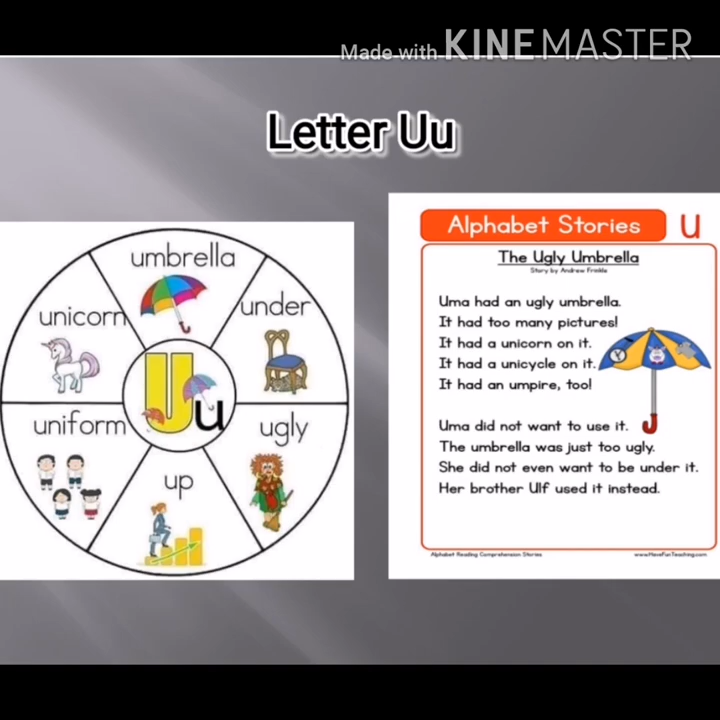 Made with KINEMASTER
Letter Uu
umbrella
unicorn
under
U u
uniform
ugly
up
Alphabet Stories u
The Ugly Umbrella
Story by Andrew Frinkle
Uma had an ugly umbrella.
It had too many pictures!
It had a unicorn on it.
It had a unicycle on it.
It had an umpire, too!
Uma did not want to use it.
The umbrella was just too ugly.
She did not even want to be under it.
Her brother Ulf used it instead.
Alphabet Reading Comprehension Stories
www.HaveFunTeaching.com